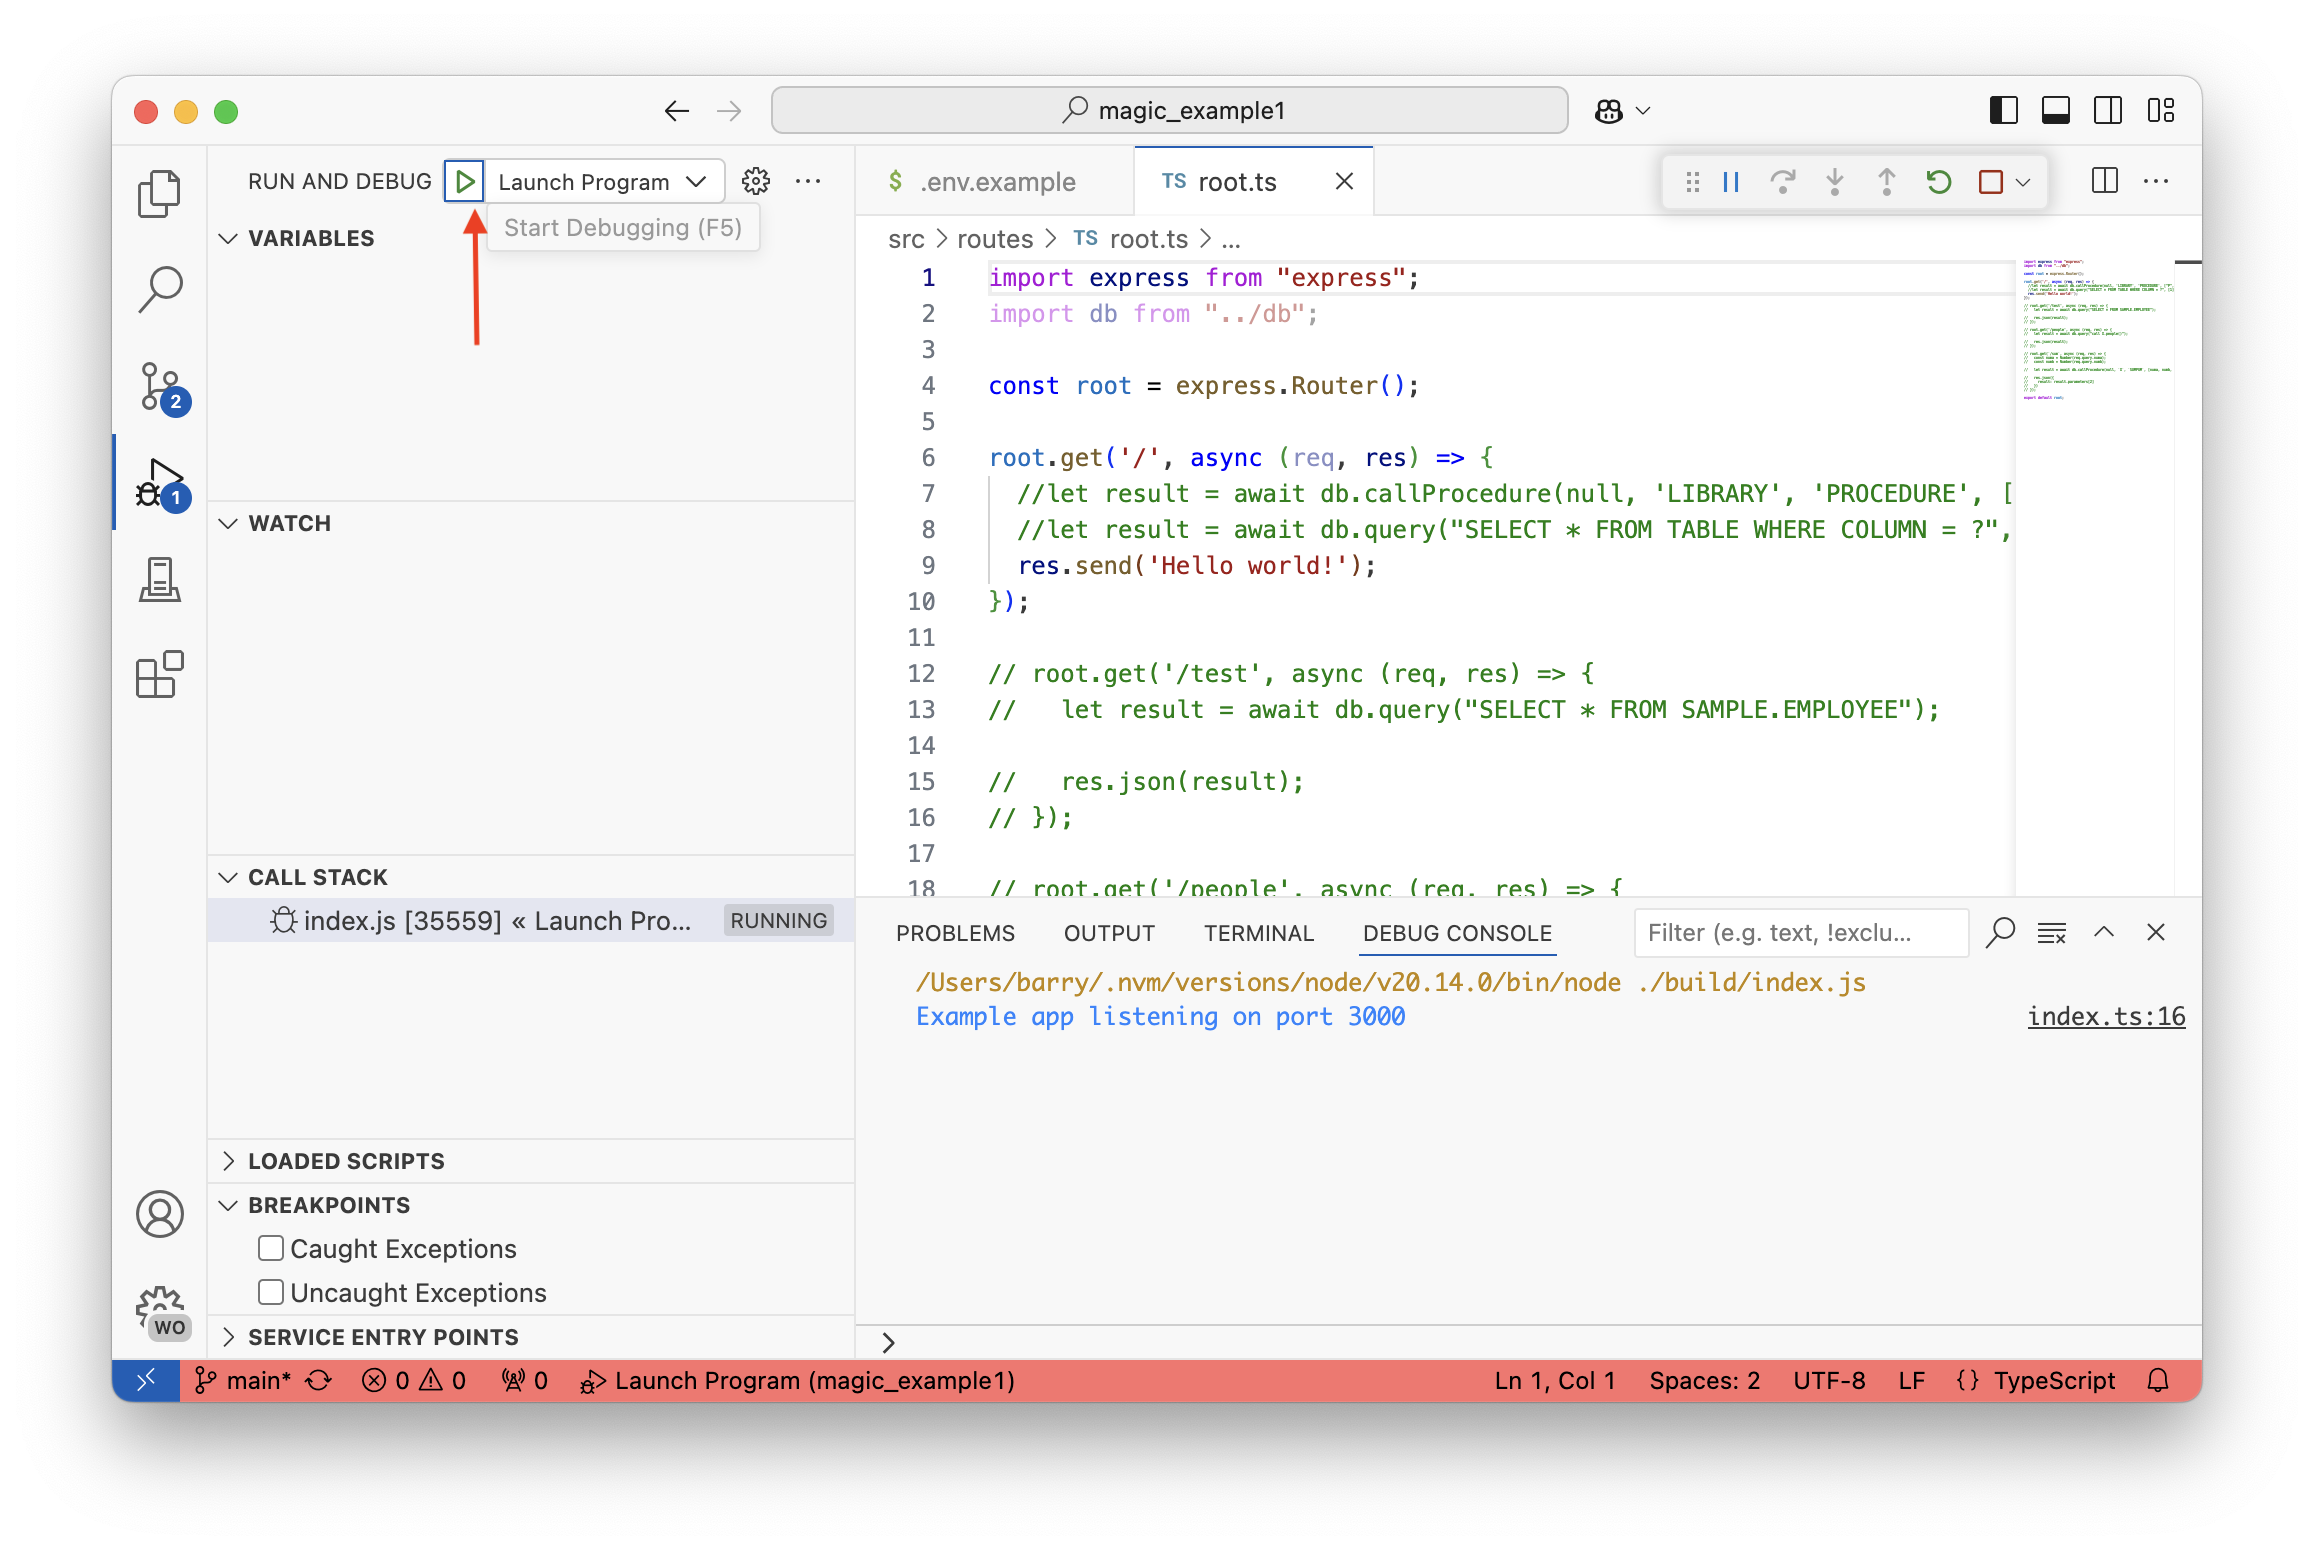 magic_example1
RUN AND DEBUG
Launch Program
Start Debugging (F5)
VARIABLES
2
1
WATCH
CALL STACK
index.js [35559] « Launch Pro...
RUNNING
LOADED SCRIPTS
BREAKPOINTS
Caught Exceptions
Uncaught Exceptions
SERVICE ENTRY POINTS
WO
$ .env.example
TS root.ts
src > routes > TS root.ts > ...
1 import express from "express";
2 import db from "../db";
3
4 const root = express.Router();
5
6 root.get('/', async (req, res) => {
7 //let result = await db.callProcedure(null, 'LIBRARY', 'PROCEDURE', [
8 //let result = await db.query("SELECT * FROM TABLE WHERE COLUMN = ?",
9 res.send('Hello world!');
10 });
11
12 // root.get('/test', async (req, res) => {
13 //   let result = await db.query("SELECT * FROM SAMPLE.EMPLOYEE");
14
15 //   res.json(result);
16 // });
17
18 // root.get('/people', async (req, res) => {
PROBLEMS
OUTPUT
TERMINAL
DEBUG CONSOLE
Filter (e.g. text, !exclu...
/Users/barry/.nvm/versions/node/v20.14.0/bin/node ./build/index.js
Example app listening on port 3000
index.ts:16
main*
0
0
0
Launch Program (magic_example1)
Ln 1, Col 1
Spaces: 2
UTF-8
LF
{} TypeScript